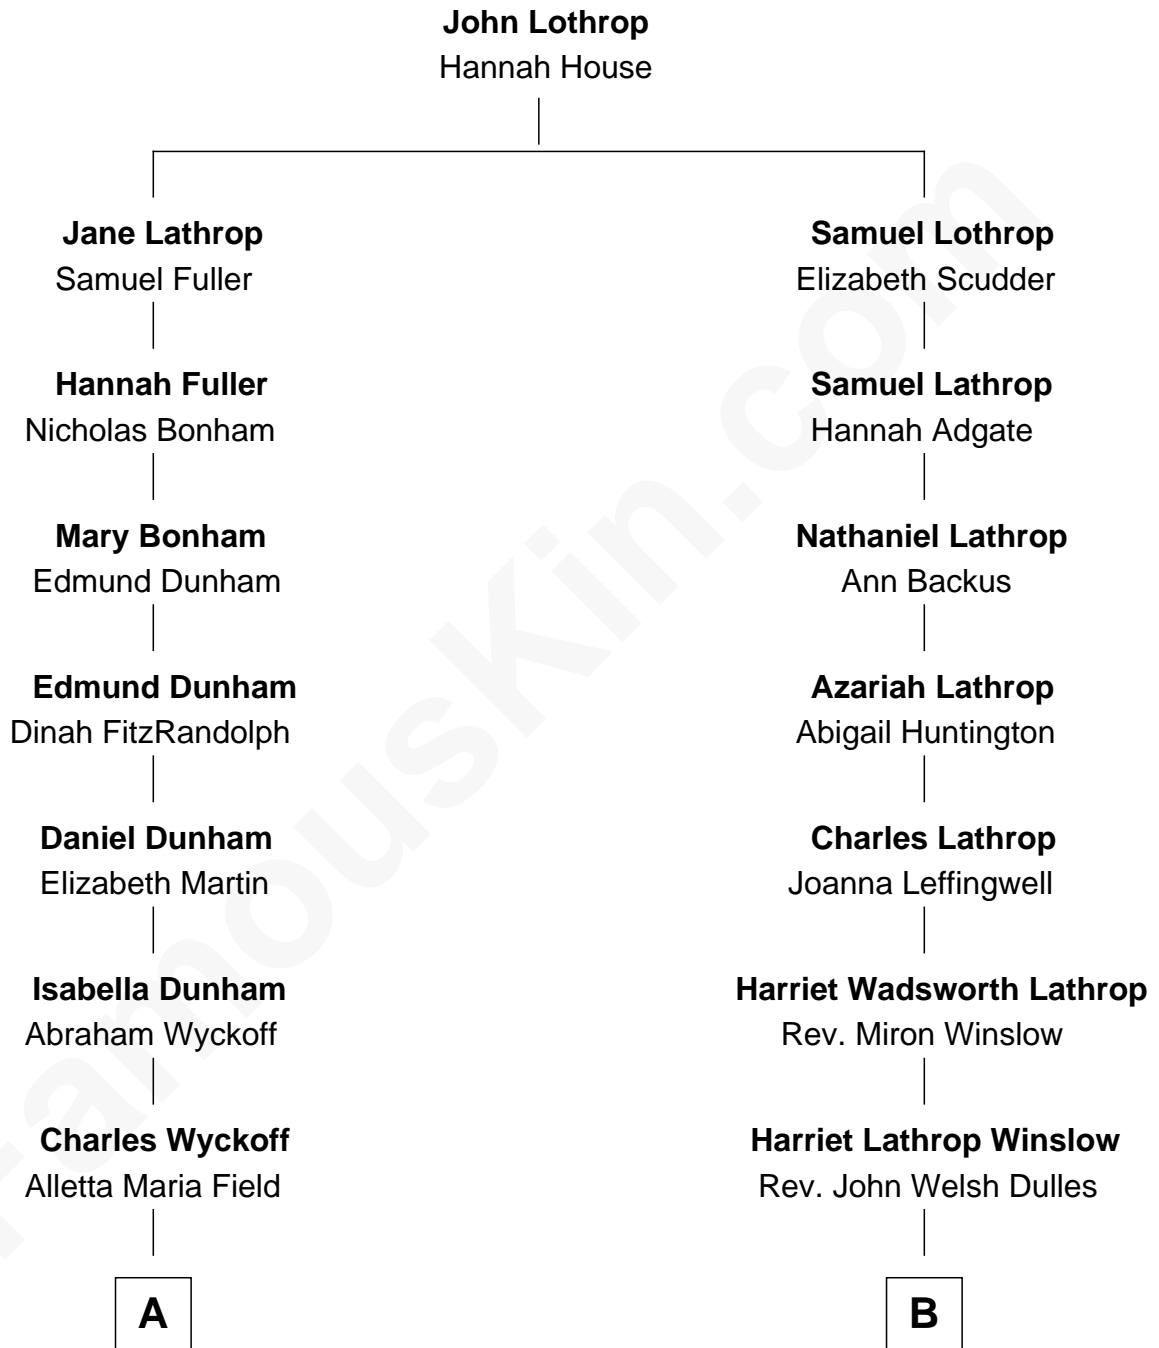 John Lothrop
Hannah House
Jane Lathrop
Samuel Fuller
Hannah Fuller
Nicholas Bonham
Mary Bonham
Edmund Dunham
Edmund Dunham
Dinah FitzRandolph
Daniel Dunham
Elizabeth Martin
Isabella Dunham
Abraham Wyckoff
Charles Wyckoff
Alletta Maria Field
A
Samuel Lothrop
Elizabeth Scudder
Samuel Lathrop
Hannah Adgate
Nathaniel Lathrop
Ann Backus
Azariah Lathrop
Abigail Huntington
Charles Lathrop
Joanna Leffingwell
Harriet Wadsworth Lathrop
Rev. Miron Winslow
Harriet Lathrop Winslow
Rev. John Welsh Dulles
B
FamousKin.com